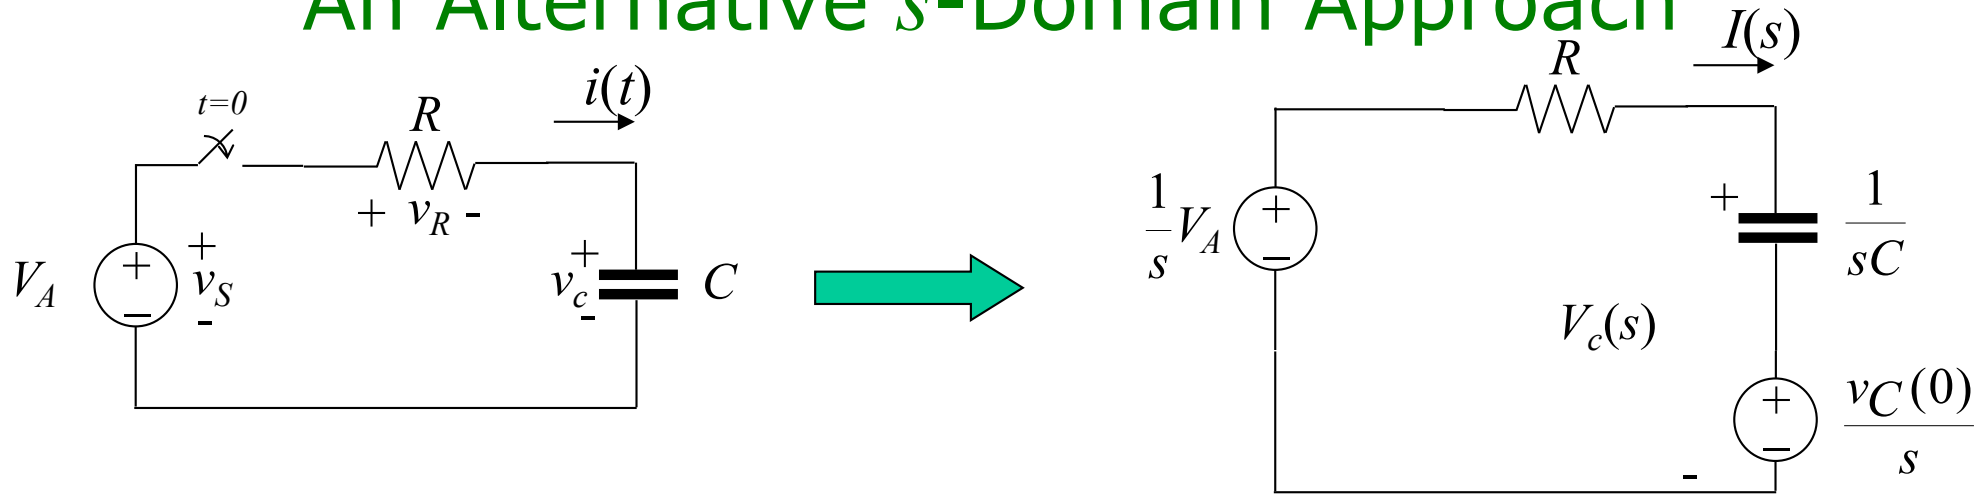 An Alternative s-Domain Approach
t=0
R
i(t)
+ v_R -
V_A
+
-
+
v_S
-
+
v_c
-
C
R
I(s)
1/s V_A
+
-
+
1/sC
V_c(s)
+
-
v_C(0)/s
-